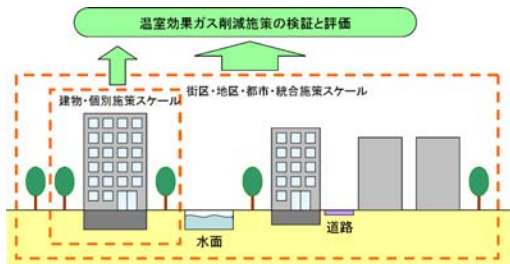 温室効果ガス削減施策の検証と評価
街区・地区・都市・統合施策スケール
建物・個別施策スケール
水面
道路